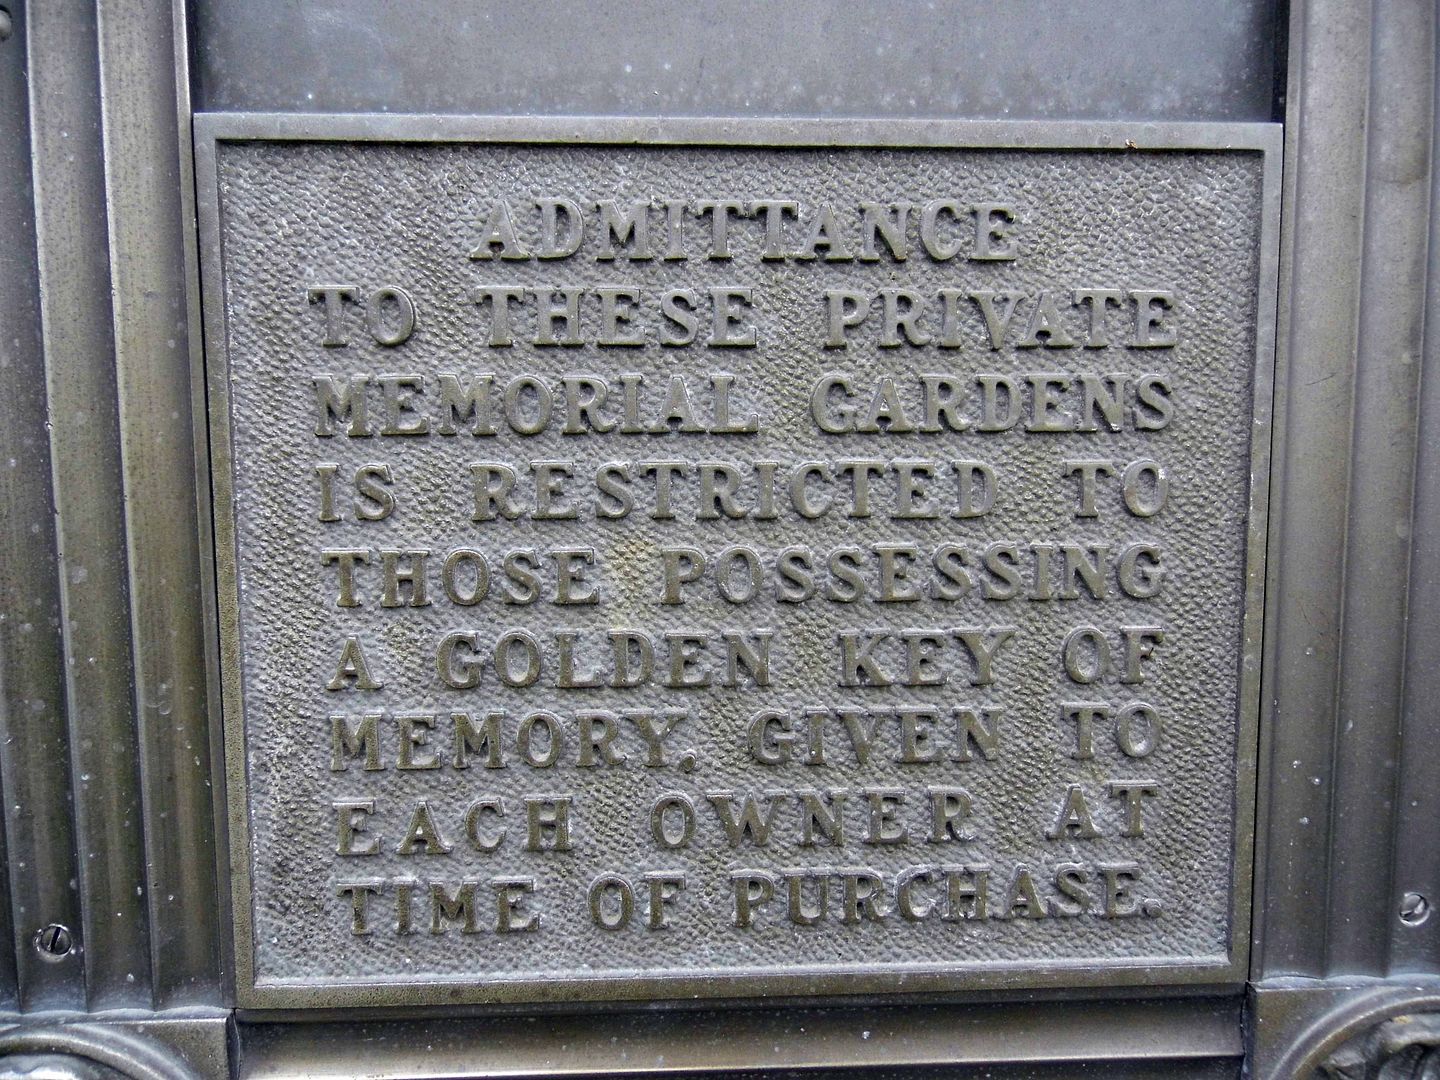 ADMITTANCE
TO THESE PRIVATE
MEMORIAL GARDENS
IS RESTRICTED TO
THOSE POSSESSING
A GOLDEN KEY OF
MEMORY, GIVEN TO
EACH OWNER AT
TIME OF PURCHASE.